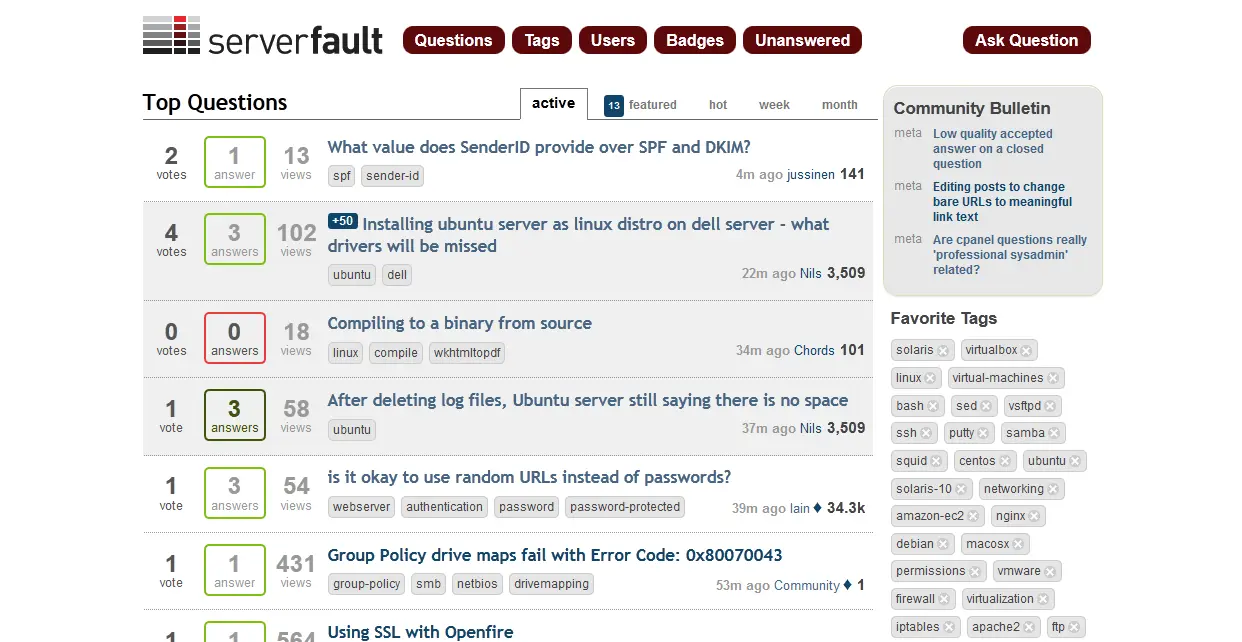 serverfault Questions Tags Users Badges Unanswered Ask Question
Top Questions active 13 featured hot week month
2 votes 1 answer 13 views
What value does SenderID provide over SPF and DKIM?
spf sender-id 4m ago jussinen 141
4 votes 3 answers 102 views
+50 Installing ubuntu server as linux distro on dell server - what
drivers will be missed
ubuntu dell 22m ago Nils 3,509
0 votes 0 answers 18 views
Compiling to a binary from source
linux compile wkhtmltopdf 34m ago Chords 101
1 vote 3 answers 58 views
After deleting log files, Ubuntu server still saying there is no space
ubuntu 37m ago Nils 3,509
1 vote 3 answers 54 views
is it okay to use random URLs instead of passwords?
webserver authentication password password-protected 39m ago Iain ♦ 34.3k
1 vote 1 answer 431 views
Group Policy drive maps fail with Error Code: 0x80070043
group-policy smb netbios drivemapping 53m ago Community ♦ 1
1 1 564
Using SSL with Openfire
Community Bulletin
meta Low quality accepted
answer on a closed
question
meta Editing posts to change
bare URLs to meaningful
link text
meta Are cpanel questions really
'professional sysadmin'
related?
Favorite Tags
solaris virtualbox
linux virtual-machines
bash sed vsftpd
ssh putty samba
squid centos ubuntu
solaris-10 networking
amazon-ec2 nginx
debian macosx
permissions vmware
firewall virtualization
iptables apache2 ftp